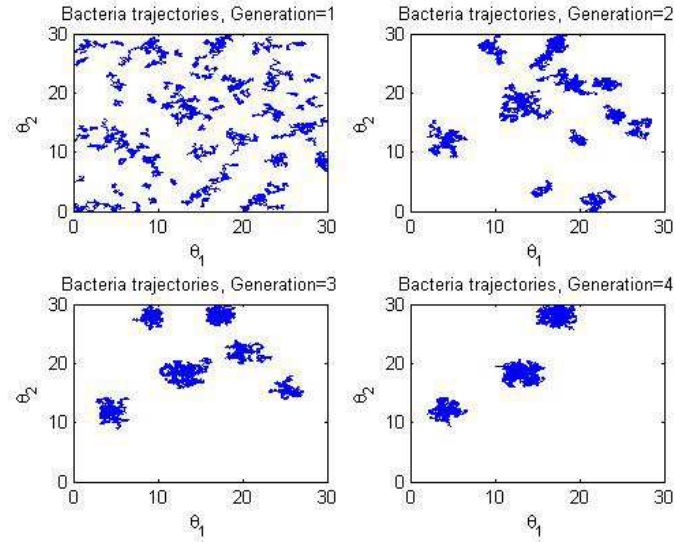 Bacteria trajectories, Generation=1
30
20
θ₂
10
0
0 10 20 30
θ₁
Bacteria trajectories, Generation=2
30
20
θ₂
10
0
0 10 20 30
θ₁
Bacteria trajectories, Generation=3
30
20
θ₂
10
0
0 10 20 30
θ₁
Bacteria trajectories, Generation=4
30
20
θ₂
10
0
0 10 20 30
θ₁